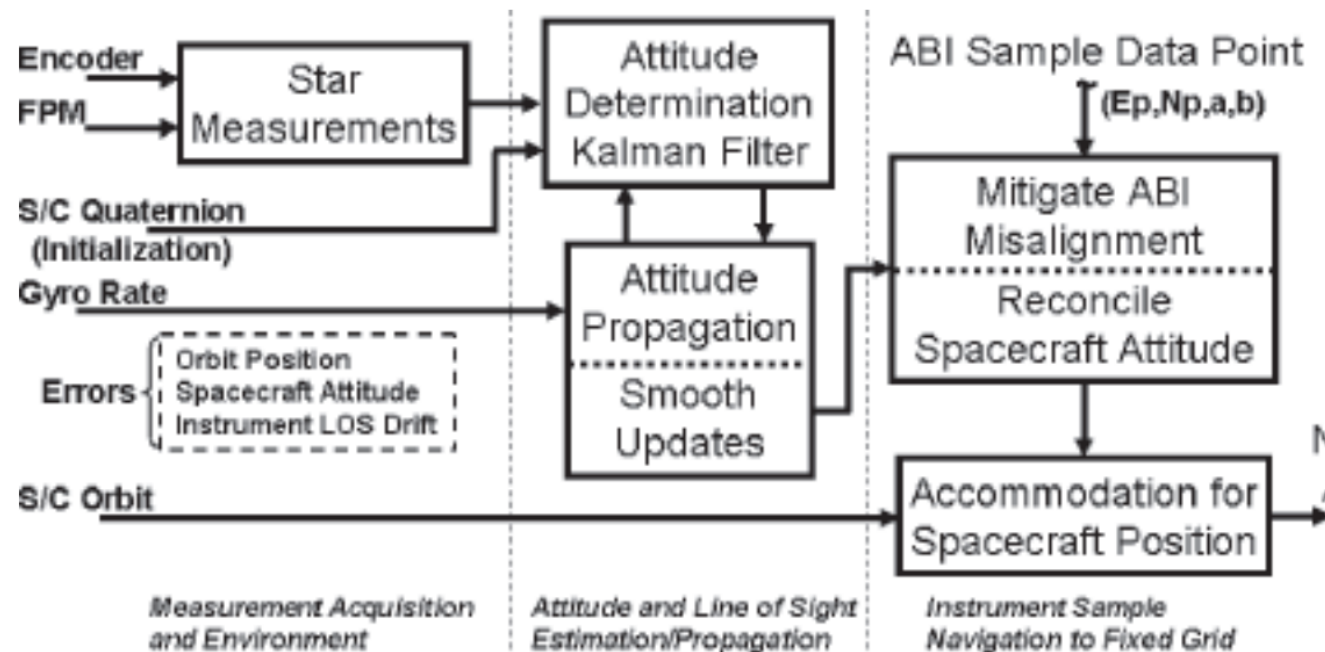 Encoder
FPM
Star
Measurements
S/C Quaternion
(Initialization)
Gyro Rate
Errors
Orbit Position
Spacecraft Attitude
Instrument LOS Drift
S/C Orbit
Measurement Acquisition
and Environment
Attitude
Determination
Kalman Filter
Attitude
Propagation
Smooth
Updates
Attitude and Line of Sight
Estimation/Propagation
ABI Sample Data Point
(Ep,Np,a,b)
Mitigate ABI
Misalignment
Reconcile
Spacecraft Attitude
Accommodation for
Spacecraft Position
Instrument Sample
Navigation to Fixed Grid